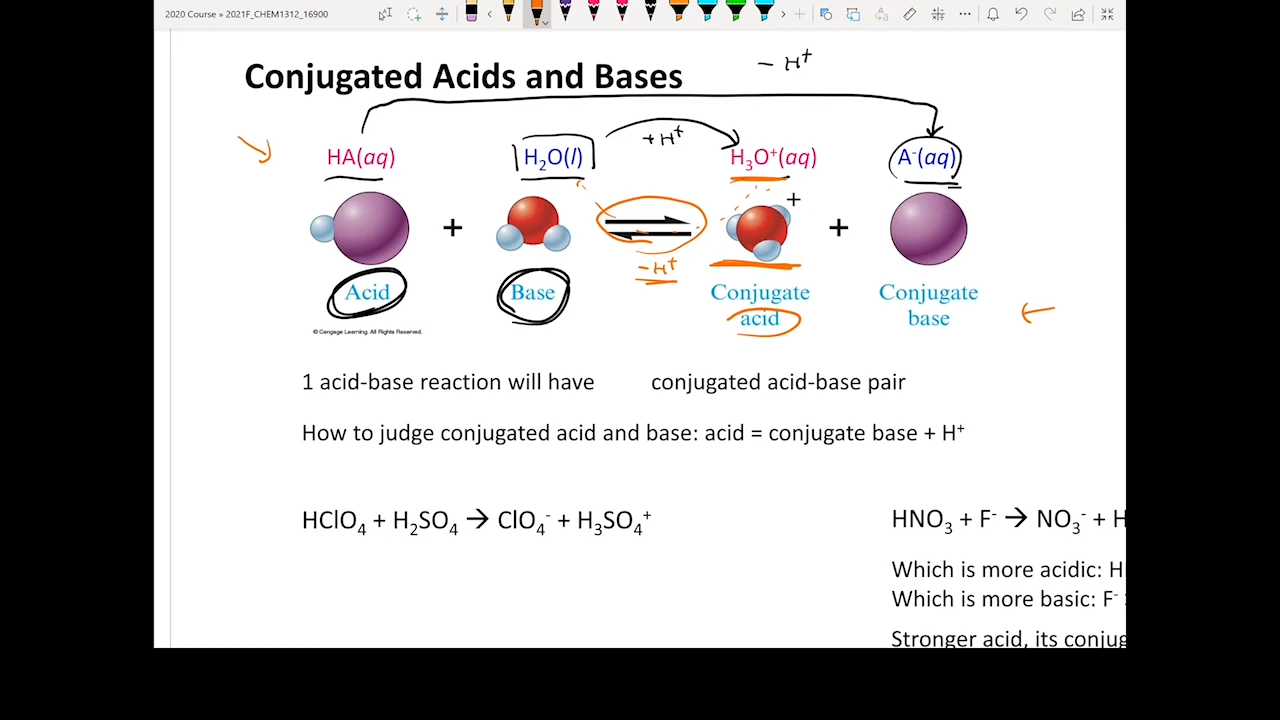 2020 Course » 2021F_CHEM1312_16900
Conjugated Acids and Bases
- H⁺
+H⁺
HA(aq) H₂O(l) H₃O⁺(aq) A⁻(aq)
+ + +
-H⁺
Acid Base Conjugate acid Conjugate base
© Cengage Learning. All Rights Reserved.
1 acid-base reaction will have conjugated acid-base pair
How to judge conjugated acid and base: acid = conjugate base + H⁺
HClO₄ + H₂SO₄ → ClO₄⁻ + H₃SO₄⁺
HNO₃ + F⁻ → NO₃⁻ + H
Which is more acidic: H
Which is more basic: F⁻
Stronger acid, its conjug